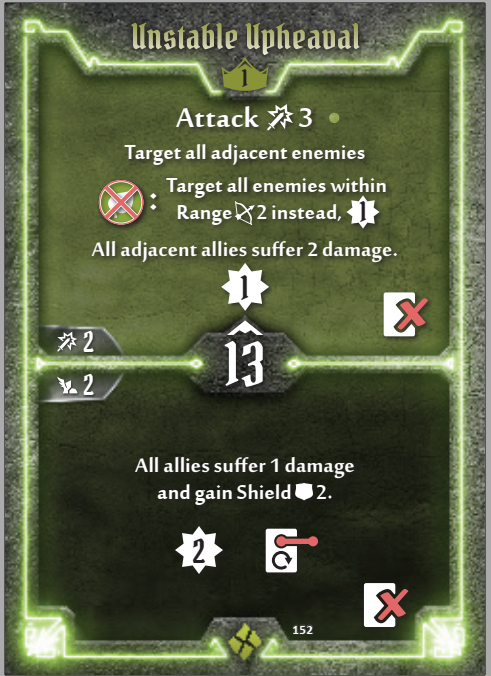 Unstable Upheaval
1
Attack 3
Target all adjacent enemies
: Target all enemies within
Range 2 instead, 1
All adjacent allies suffer 2 damage.
1
2
13
2
All allies suffer 1 damage
and gain Shield 2.
2
152